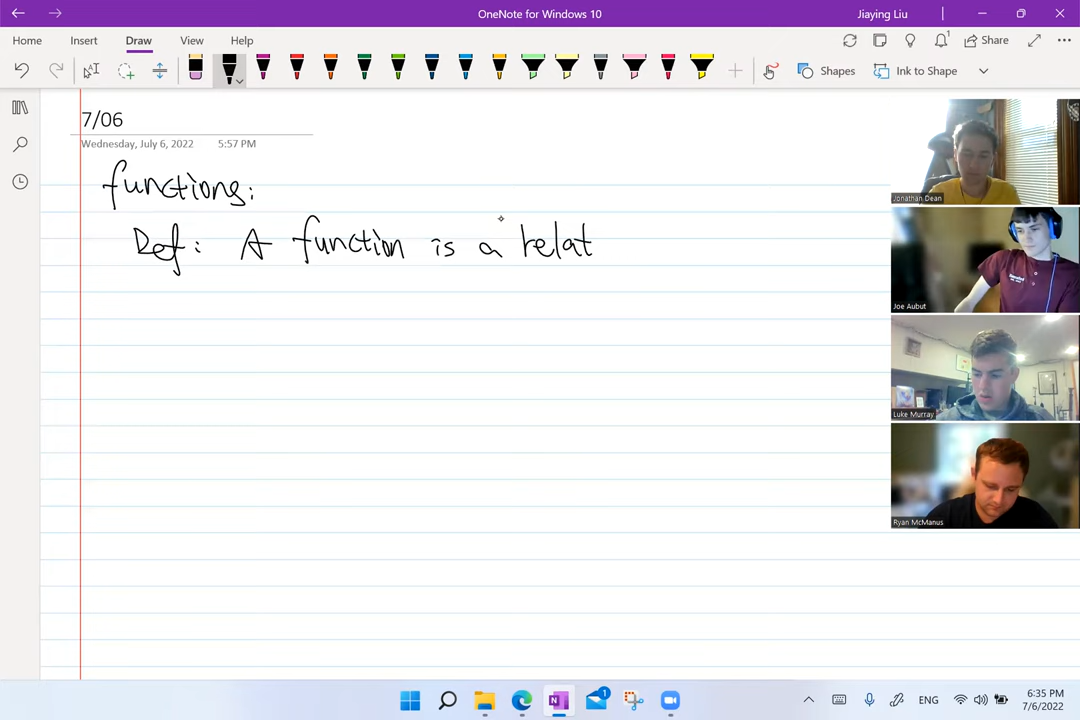 OneNote for Windows 10
Jiaying Liu
Home Insert Draw View Help
Share
Shapes
Ink to Shape
7/06
Wednesday, July 6, 2022 5:57 PM
functions:
Def: A function is a relat
Jonathan Dean
Joe Aubut
Luke Murray
Ryan McManus
1
ENG
6:35 PM
7/6/2022